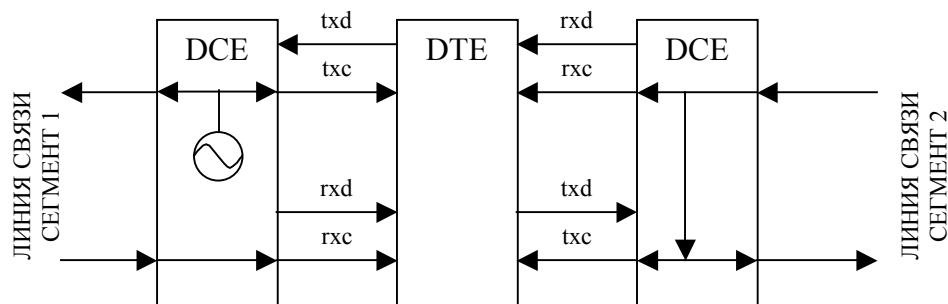 txd
rxd
DCE
DTE
DCE
txc
rxc
ЛИНИЯ СВЯЗИ
СЕГМЕНТ 1
ЛИНИЯ СВЯЗИ
СЕГМЕНТ 2
rxd
txd
rxc
txc